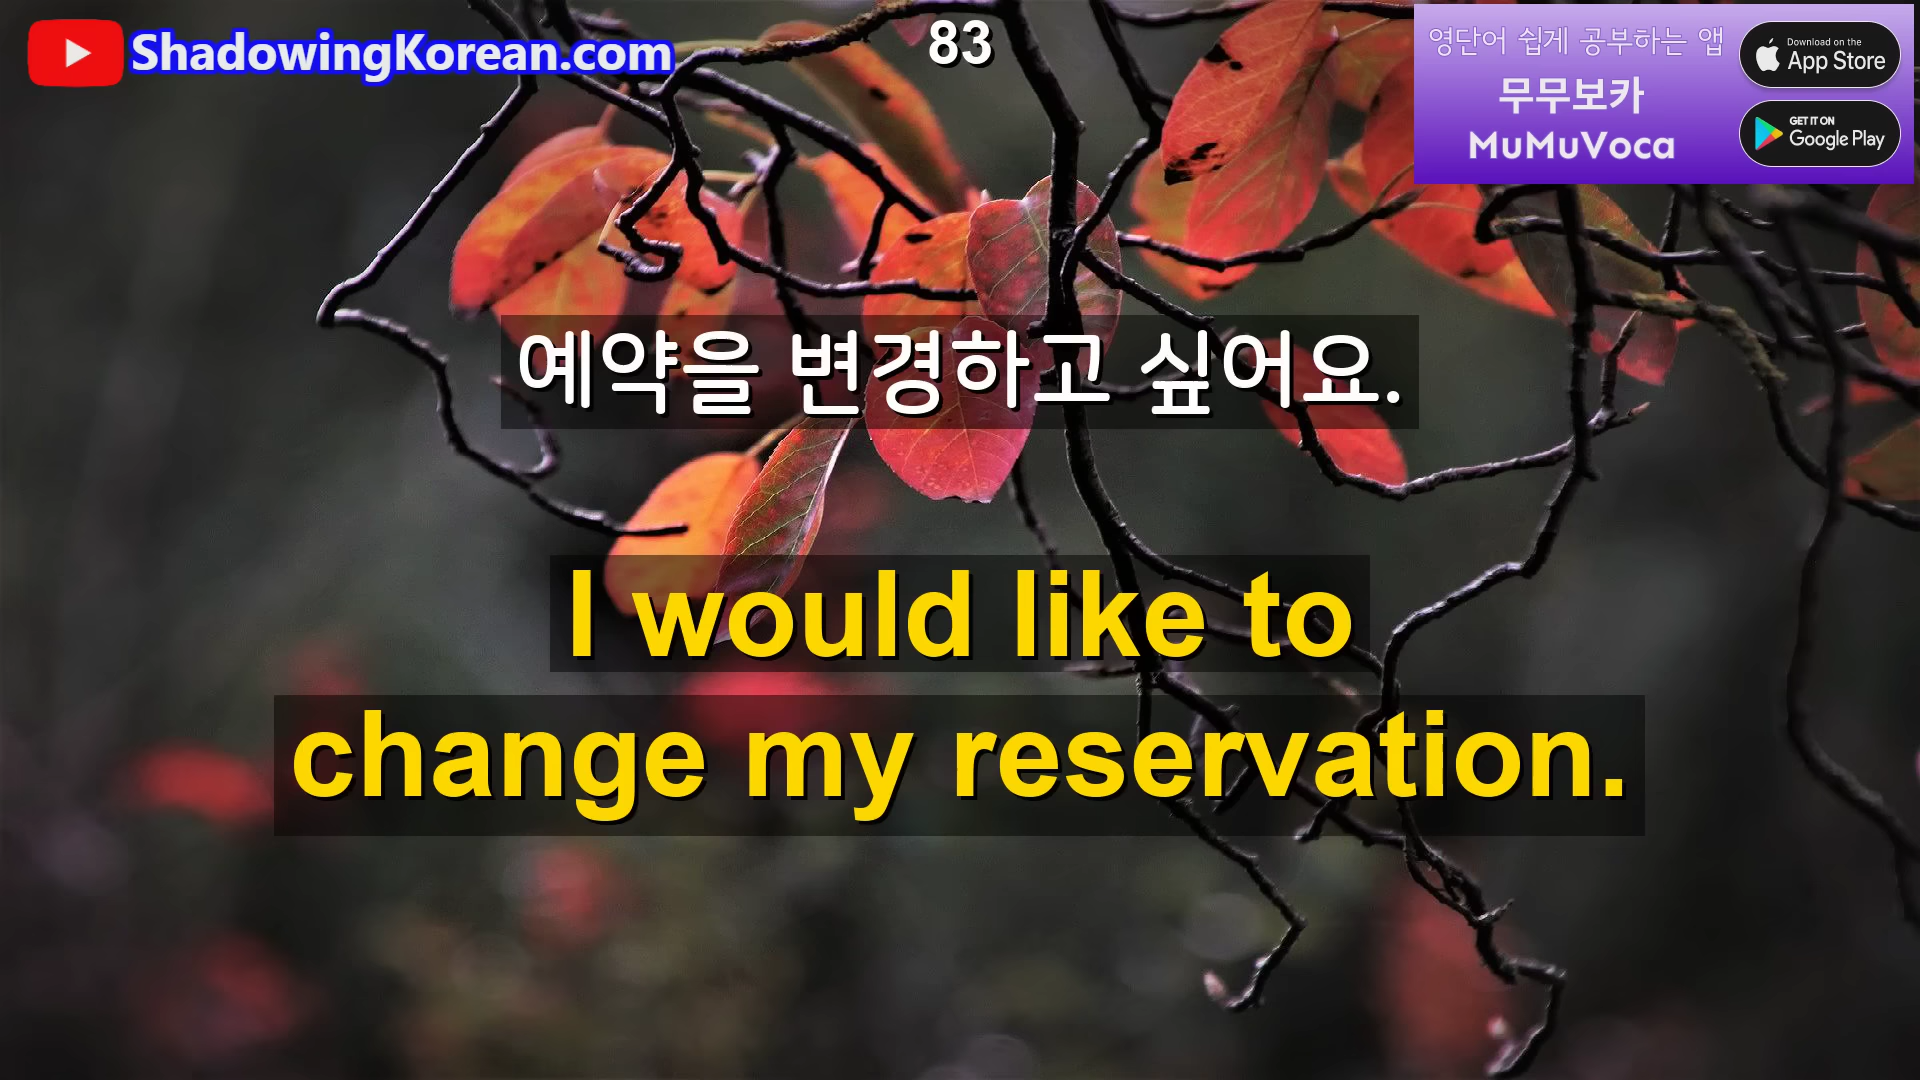 ShadowingKorean.com
83
영단어 쉽게 공부하는 앱
무무보카
MuMuVoca
Download on the
App Store
GET IT ON
Google Play
예약을 변경하고 싶어요.
I would like to
change my reservation.